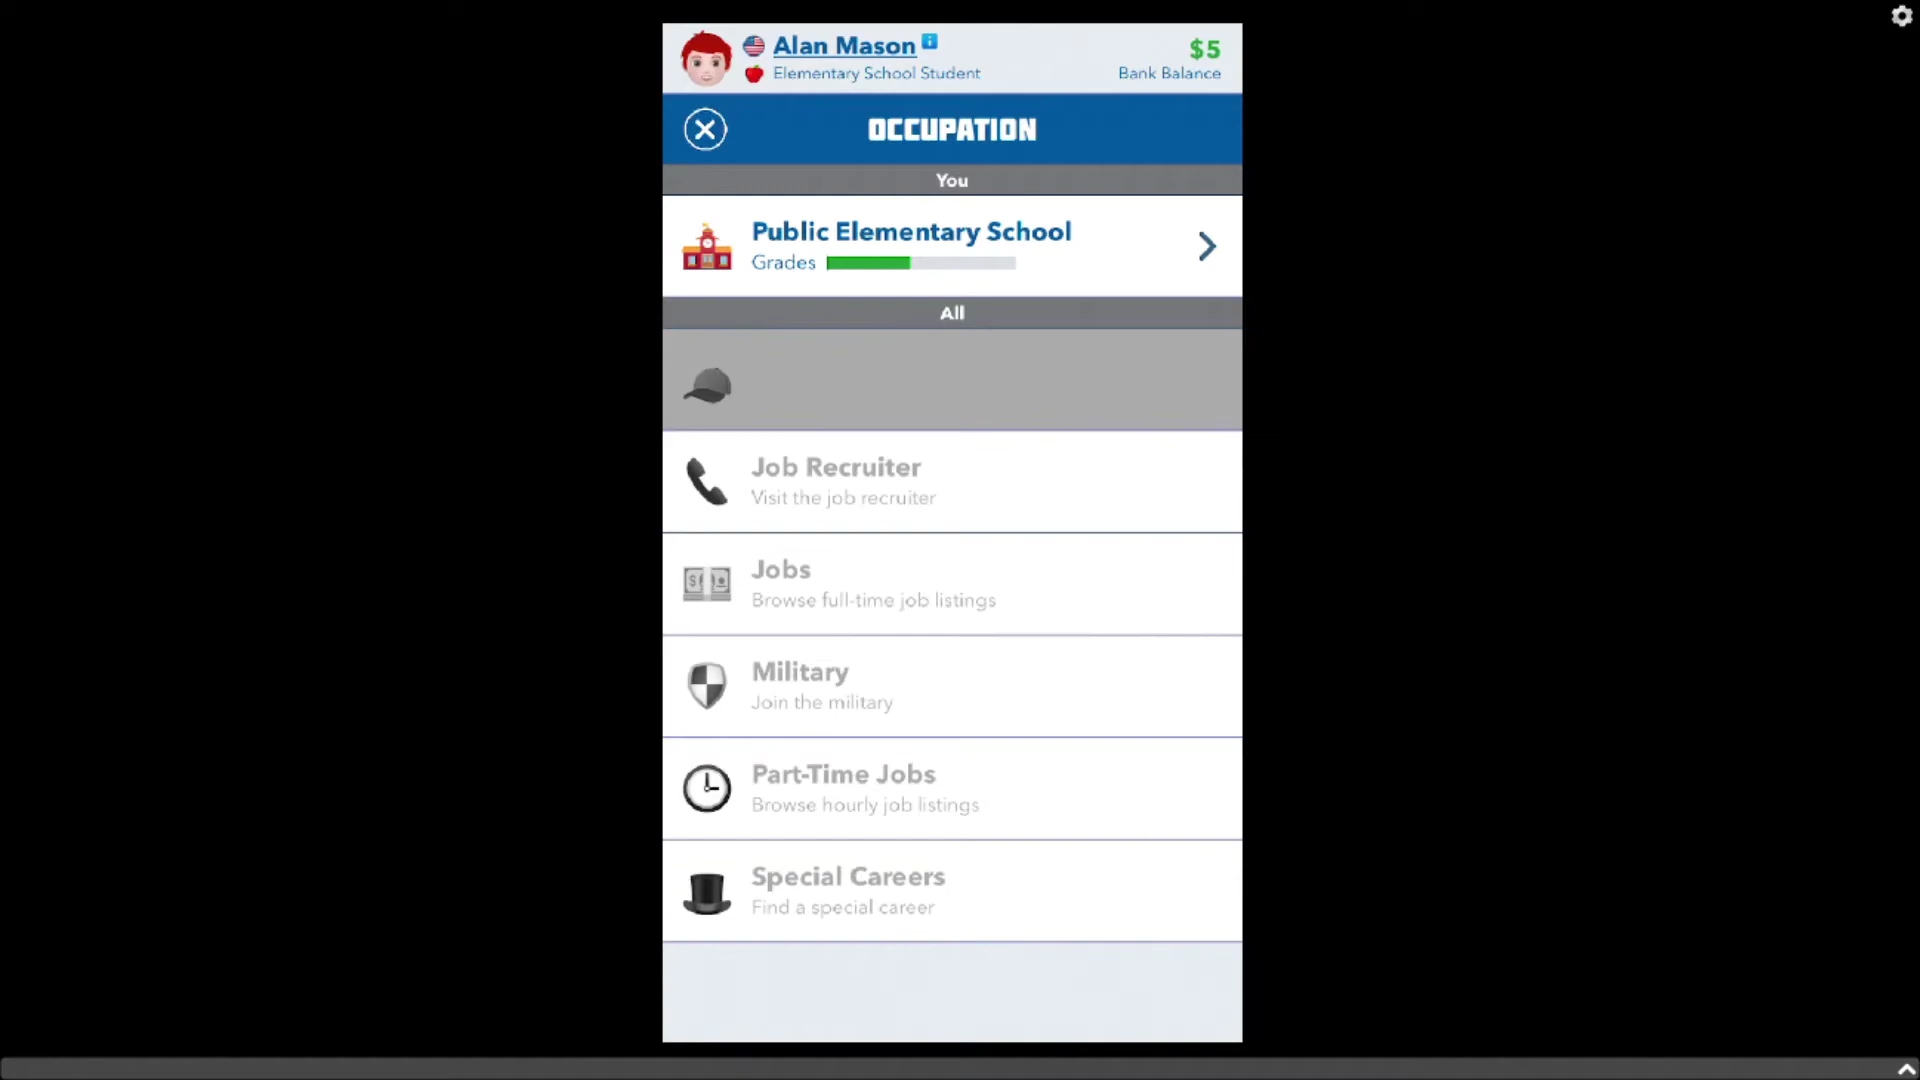 Alan Mason
$5
Elementary School Student
Bank Balance
OCCUPATION
You
Public Elementary School
Grades
All
Job Recruiter
Visit the job recruiter
Jobs
Browse full-time job listings
Military
Join the military
Part-Time Jobs
Browse hourly job listings
Special Careers
Find a special career